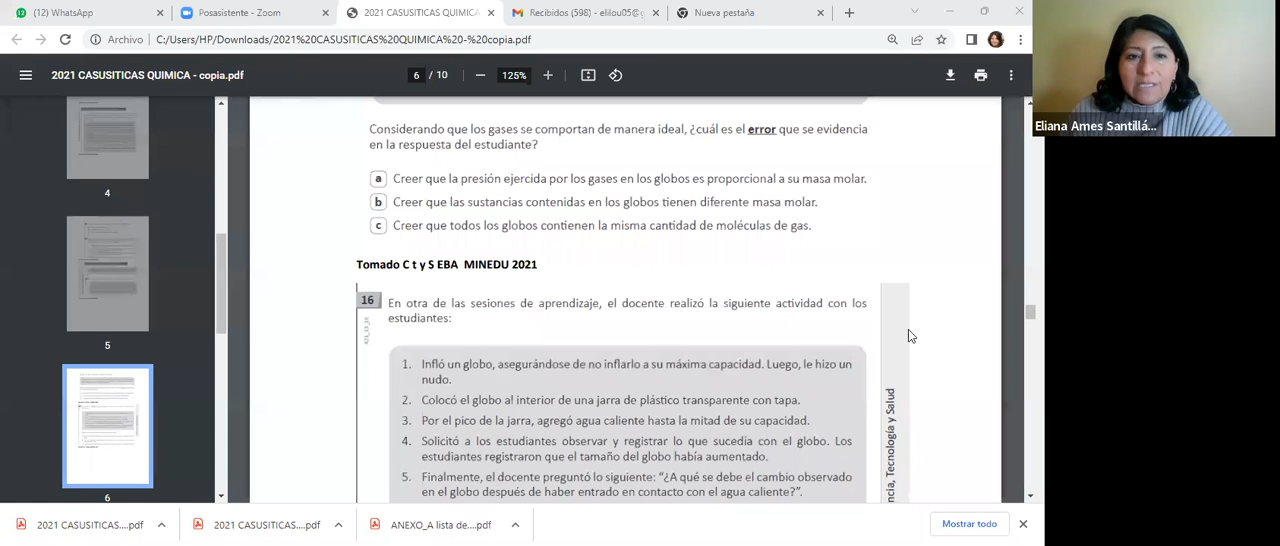 (12) WhatsApp
Posasistente - Zoom
2021 CASUSITICAS QUIMICA
Recibidos (598) - elilou05@g
Nueva pestaña
Archivo
C:/Users/HP/Downloads/2021%20CASUSITICAS%20QUIMICA%20-%20copia.pdf
2021 CASUSITICAS QUIMICA - copia.pdf
6 / 10
125%
4
5
6
Considerando que los gases se comportan de manera ideal, ¿cuál es el error que se evidencia
en la respuesta del estudiante?
a Creer que la presión ejercida por los gases en los globos es proporcional a su masa molar.
b Creer que las sustancias contenidas en los globos tienen diferente masa molar.
c Creer que todos los globos contienen la misma cantidad de moléculas de gas.
Tomado C t y S EBA MINEDU 2021
16 En otra de las sesiones de aprendizaje, el docente realizó la siguiente actividad con los
estudiantes:
1. Infló un globo, asegurándose de no inflarlo a su máxima capacidad. Luego, le hizo un
nudo.
2. Colocó el globo al interior de una jarra de plástico transparente con tapa.
3. Por el pico de la jarra, agregó agua caliente hasta la mitad de su capacidad.
4. Solicitó a los estudiantes observar y registrar lo que sucedía con el globo. Los
estudiantes registraron que el tamaño del globo había aumentado.
5. Finalmente, el docente preguntó lo siguiente: "¿A qué se debe el cambio observado
en el globo después de haber entrado en contacto con el agua caliente?".
ncia, Tecnología y Salud
Eliana Ames Santillá...
2021 CASUSITICAS....pdf
2021 CASUSITICAS....pdf
ANEXO_A lista de....pdf
Mostrar todo